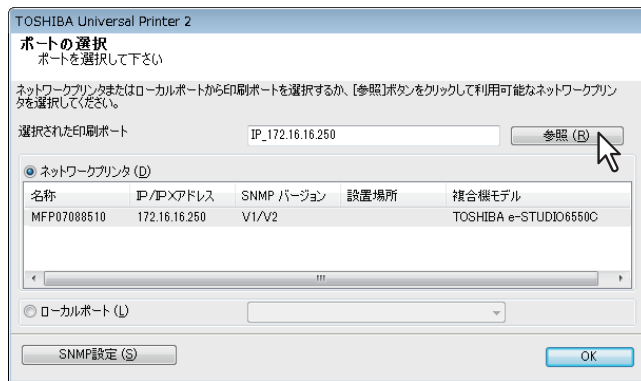 TOSHIBA Universal Printer 2
ポートの選択
ポートを選択して下さい
ネットワークプリンタまたはローカルポートから印刷ポートを選択するか、[参照]ボタンをクリックして利用可能なネットワークプリン
タを選択してください。
選択された印刷ポート IP_172.16.16.250 参照 (R)
ネットワークプリンタ (D)
名称 IP/IPXアドレス SNMP バージョン 設置場所 複合機モデル
MFP07088510 172.16.16.250 V1/V2 TOSHIBA e-STUDIO6550C
ローカルポート (L)
SNMP設定 (S) OK